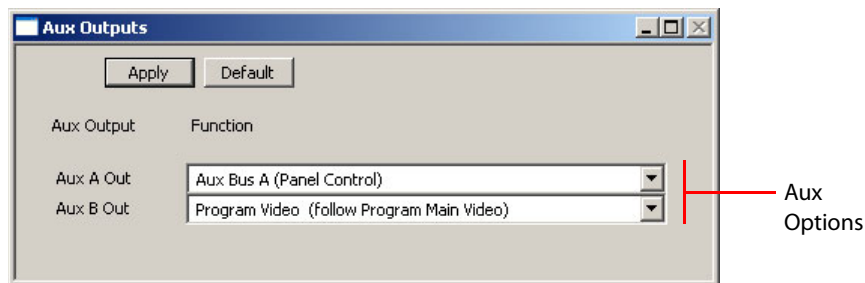 Aux Outputs
Apply Default
Aux Output Function
Aux A Out Aux Bus A (Panel Control)
Aux B Out Program Video (follow Program Main Video)
Aux
Options